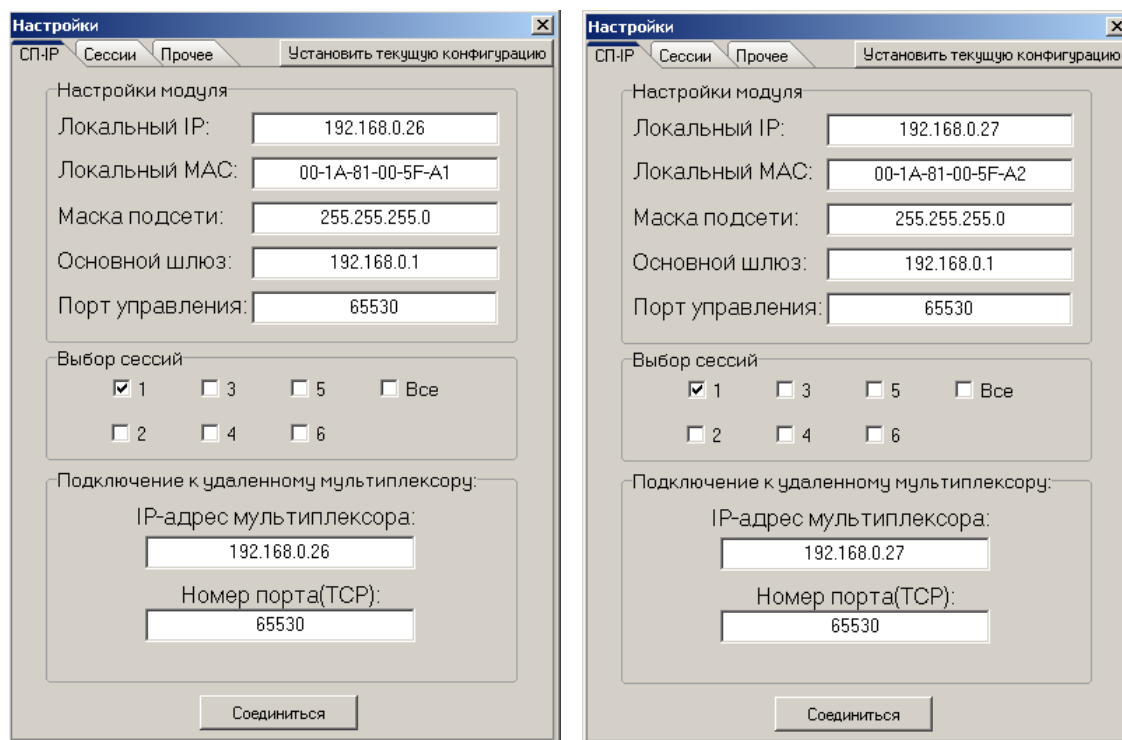 Настройки
СП-IP Сессии Прочее Установить текущую конфигурацию
Настройки модуля
Локальный IP: 192.168.0.26
Локальный MAC: 00-1A-81-00-5F-A1
Маска подсети: 255.255.255.0
Основной шлюз: 192.168.0.1
Порт управления: 65530
Выбор сессий
1 3 5 Все
2 4 6
Подключение к удаленному мультиплексору:
IP-адрес мультиплексора:
192.168.0.26
Номер порта(TCP):
65530
Соединиться
Настройки
СП-IP Сессии Прочее Установить текущую конфигурацию
Настройки модуля
Локальный IP: 192.168.0.27
Локальный MAC: 00-1A-81-00-5F-A2
Маска подсети: 255.255.255.0
Основной шлюз: 192.168.0.1
Порт управления: 65530
Выбор сессий
1 3 5 Все
2 4 6
Подключение к удаленному мультиплексору:
IP-адрес мультиплексора:
192.168.0.27
Номер порта(TCP):
65530
Соединиться